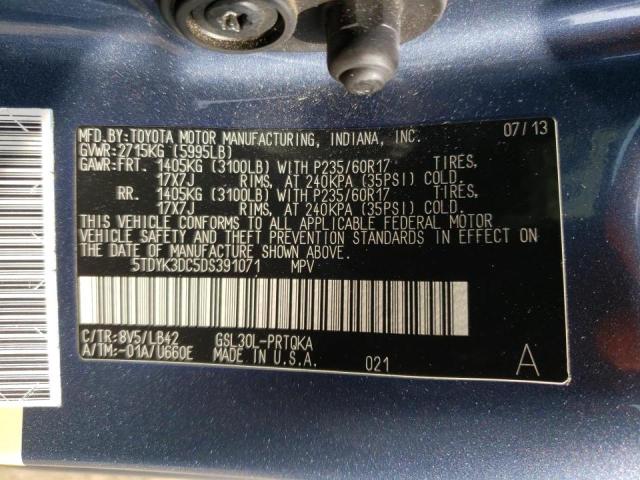 MFD.BY:TOYOTA MOTOR MANUFACTURING, INDIANA, INC. 07/13
GVWR:2715KG (5995LB)
GAWR:FRT. 1405KG (3100LB) WITH P235/60R17 TIRES,
17X7J RIMS, AT 240KPA (35PSI) COLD.
RR. 1405KG (3100LB) WITH P235/60R17 TIRES,
17X7J RIMS, AT 240KPA (35PSI) COLD.
THIS VEHICLE CONFORMS TO ALL APPLICABLE FEDERAL MOTOR
VEHICLE SAFETY AND THEFT PREVENTION STANDARDS IN EFFECT ON
THE DATE OF MANUFACTURE SHOWN ABOVE.
5TDYK3DC5DS391071 MPV
C/TR:8V5/LB42 GSL30L-PRTQKA
A/TM:-01A/U660E MADE IN U.S.A. 021 A